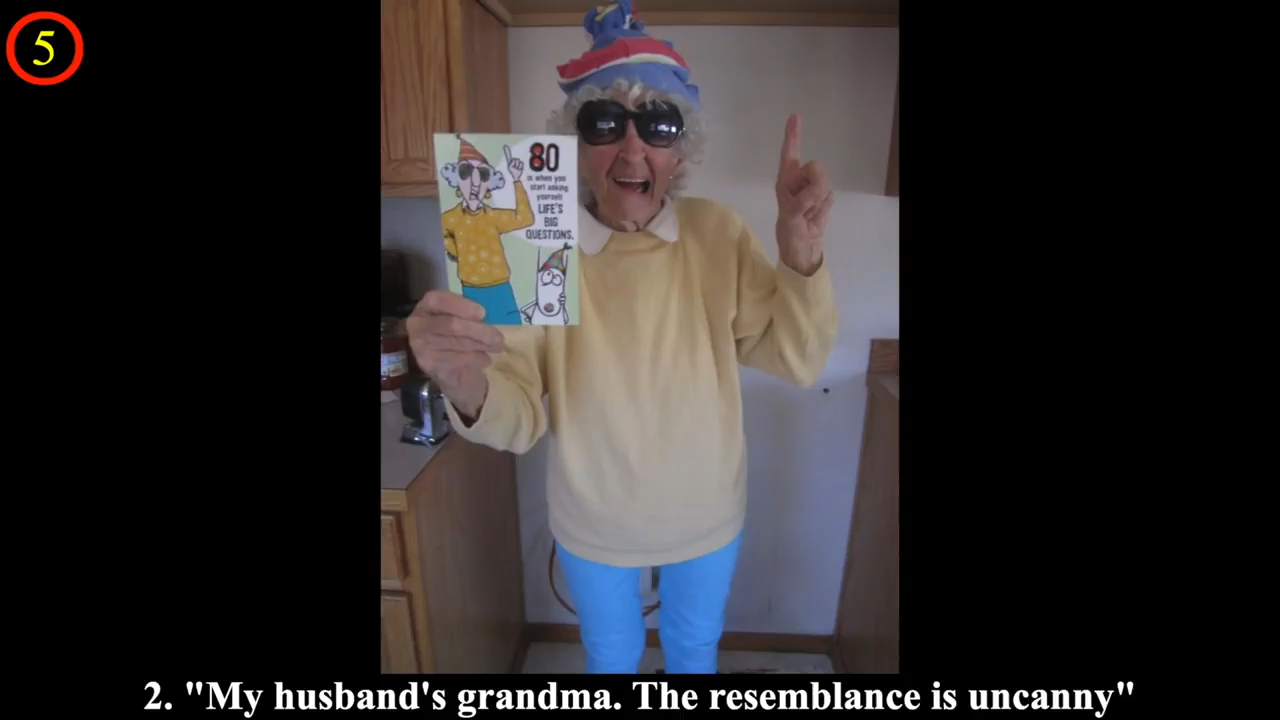 5
80
is when you
start asking
yourself
LIFE'S
BIG
QUESTIONS.
2. "My husband's grandma. The resemblance is uncanny"